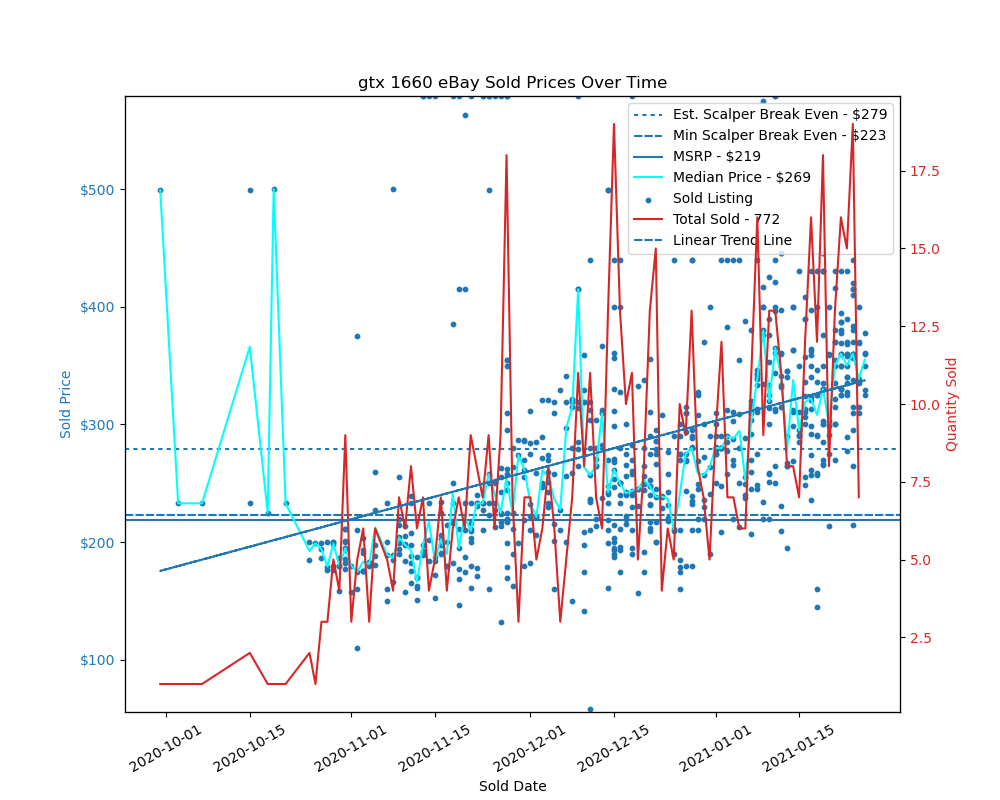 gtx 1660 eBay Sold Prices Over Time
Est. Scalper Break Even - $279
Min Scalper Break Even - $223
MSRP - $219
Median Price - $269
Sold Listing
Total Sold - 772
Linear Trend Line
$500
$400
$300
$200
$100
Sold Price
17.5
15.0
12.5
10.0
7.5
5.0
2.5
Quantity Sold
2020-10-01
2020-10-15
2020-11-01
2020-11-15
2020-12-01
2020-12-15
2021-01-01
2021-01-15
Sold Date